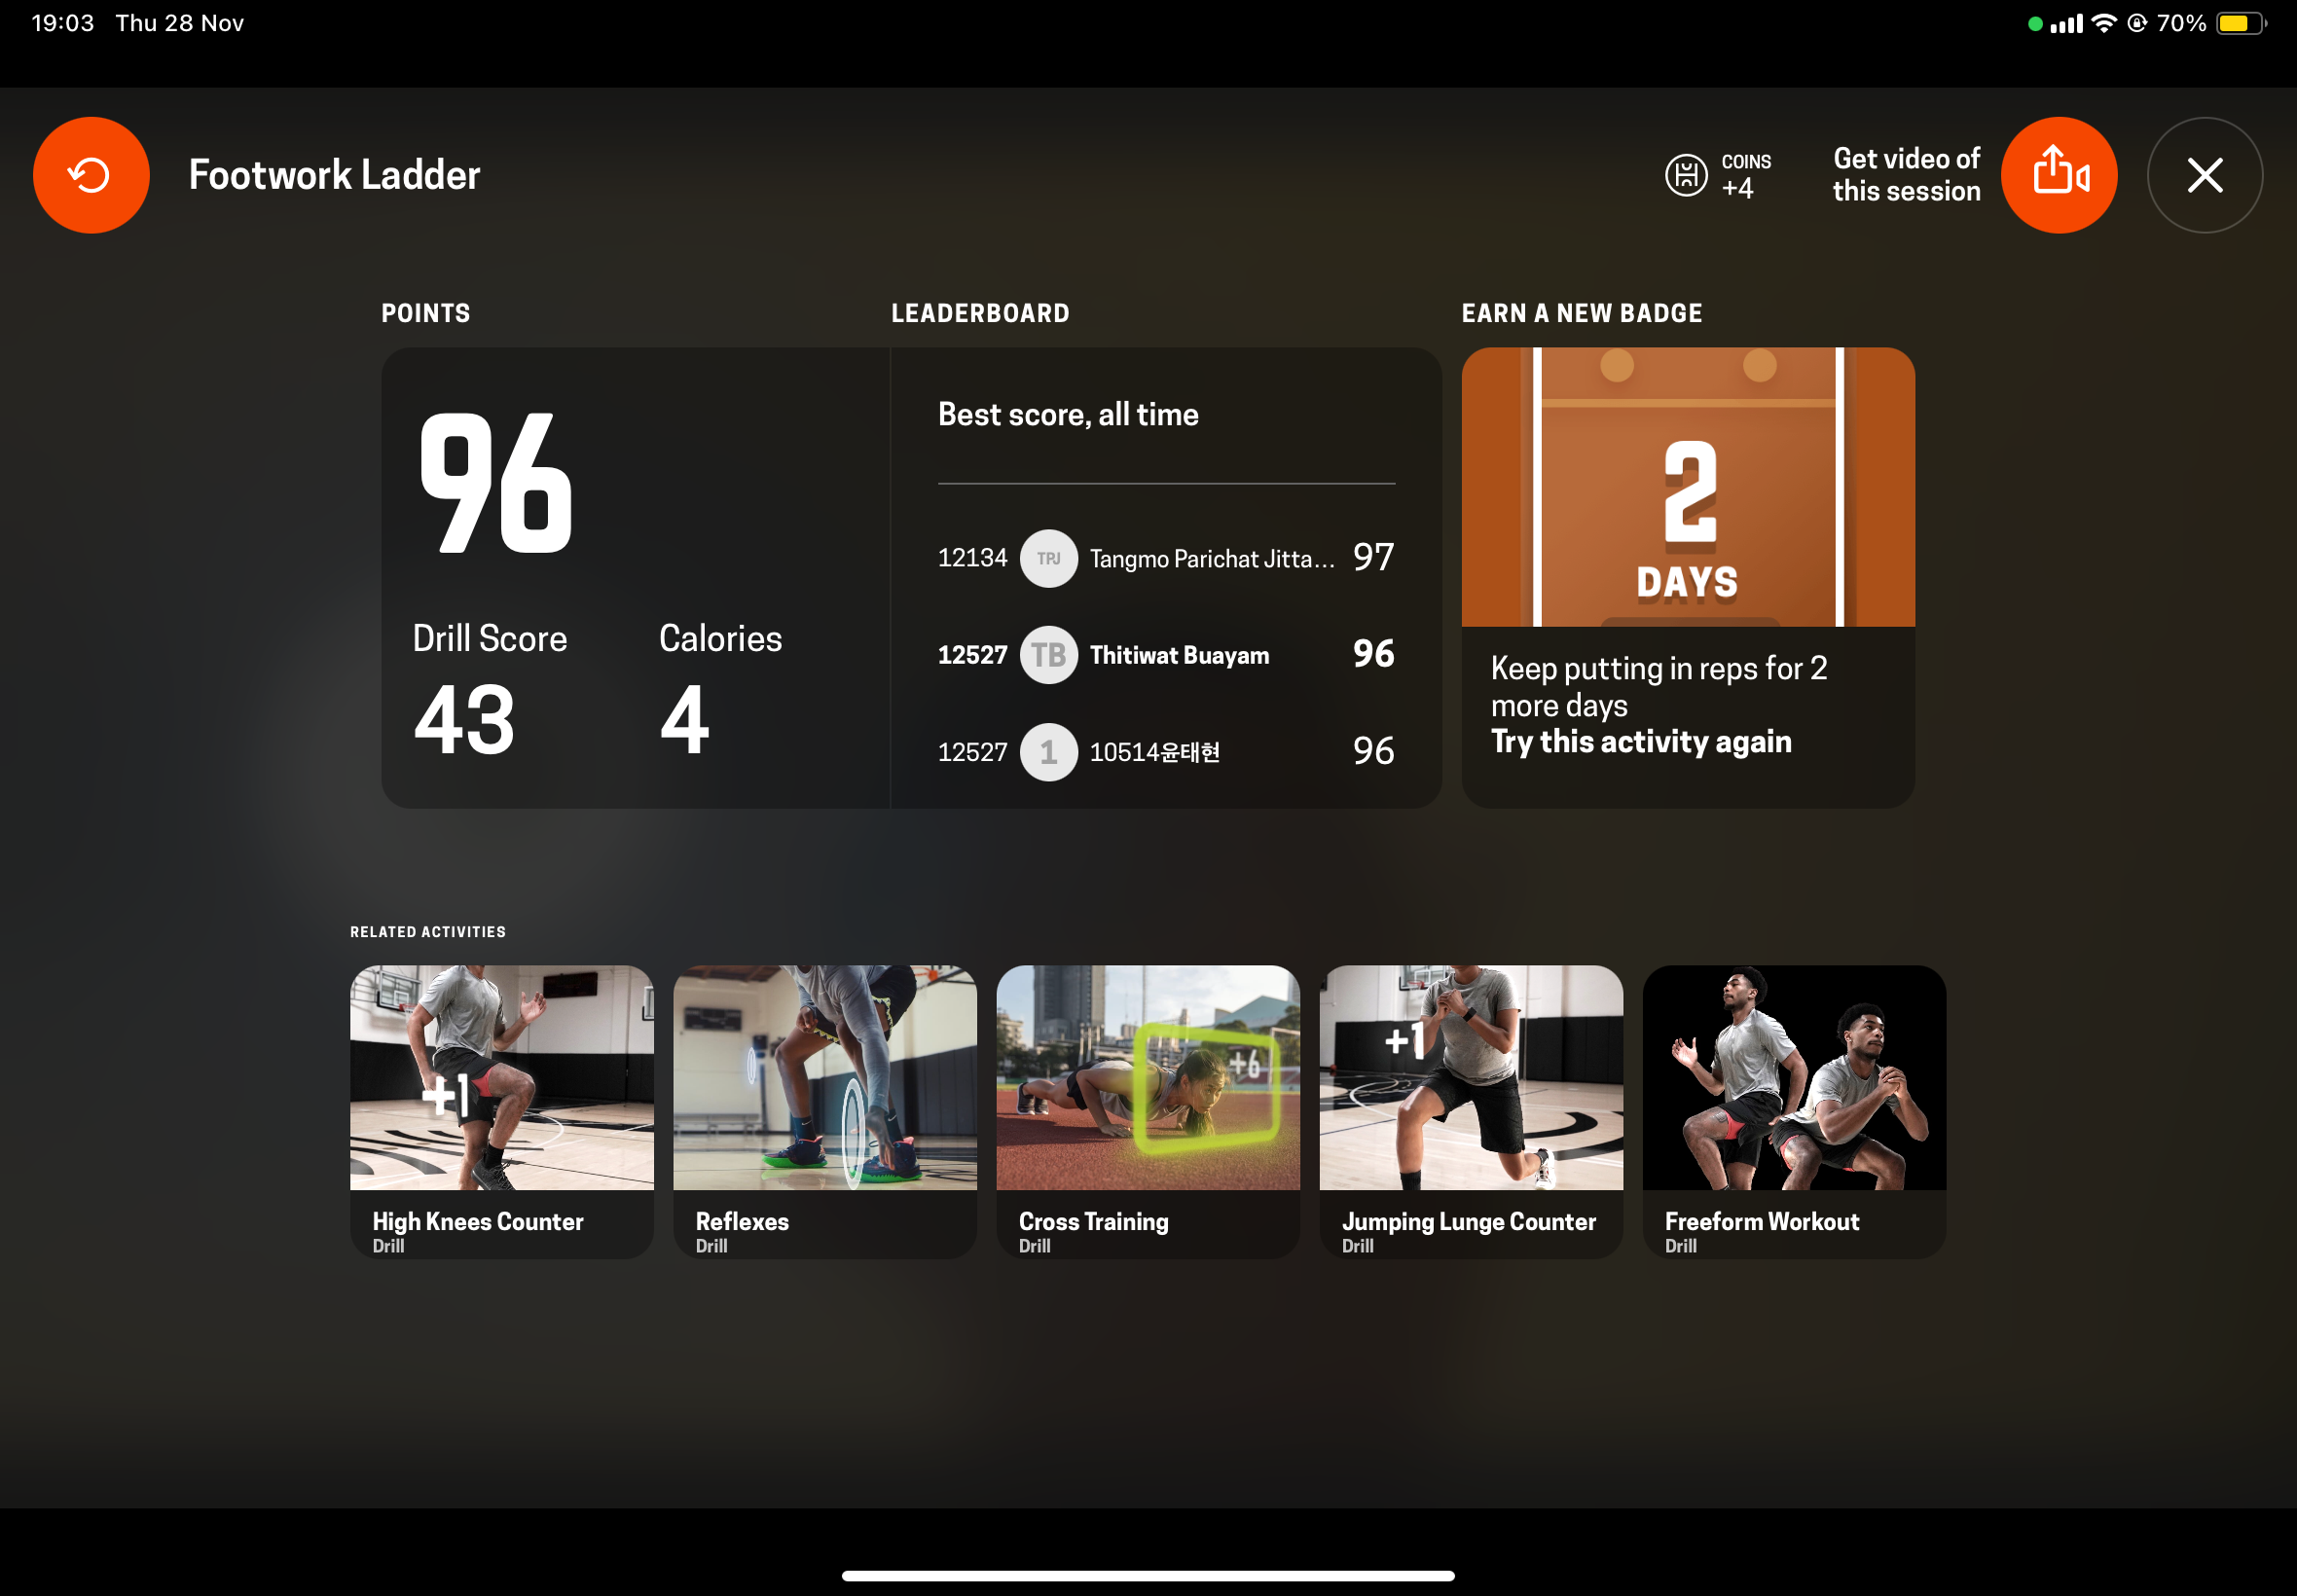 19:03 Thu 28 Nov
70%
Footwork Ladder
COINS
+4
Get video of
this session
POINTS
LEADERBOARD
EARN A NEW BADGE
96
Drill Score
43
Calories
4
Best score, all time
12134 TPJ Tangmo Parichat Jitta... 97
12527 TB Thitiwat Buayam 96
12527 1 10514윤태현 96
2
DAYS
Keep putting in reps for 2
more days
Try this activity again
RELATED ACTIVITIES
+1
High Knees Counter
Drill
Reflexes
Drill
+6
Cross Training
Drill
+1
Jumping Lunge Counter
Drill
Freeform Workout
Drill